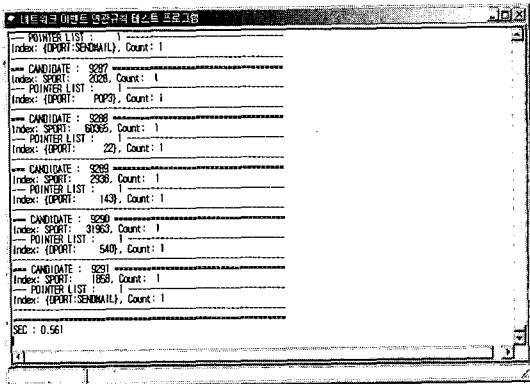 네트워크 이벤트 연관규칙 테스트 프로그램
--- POINTER LIST : 1 ---
Index: {DPORT:SENDMAIL}, Count: 1
=== CANDIDATE : 9287 ===
Index: SPORT: 2028, Count: 1
--- POINTER LIST : 1 ---
Index: {DPORT: POP3}, Count: 1
=== CANDIDATE : 9288 ===
Index: SPORT: 60365, Count: 1
--- POINTER LIST : 1 ---
Index: {DPORT: 22}, Count: 1
=== CANDIDATE : 9289 ===
Index: SPORT: 2936, Count: 1
--- POINTER LIST : 1 ---
Index: {DPORT: 143}, Count: 1
=== CANDIDATE : 9290 ===
Index: SPORT: 31963, Count: 1
--- POINTER LIST : 1 ---
Index: {DPORT: 540}, Count: 1
=== CANDIDATE : 9291 ===
Index: SPORT: 1858, Count: 1
--- POINTER LIST : 1 ---
Index: {DPORT:SENDMAIL}, Count: 1
SEC : 0.561